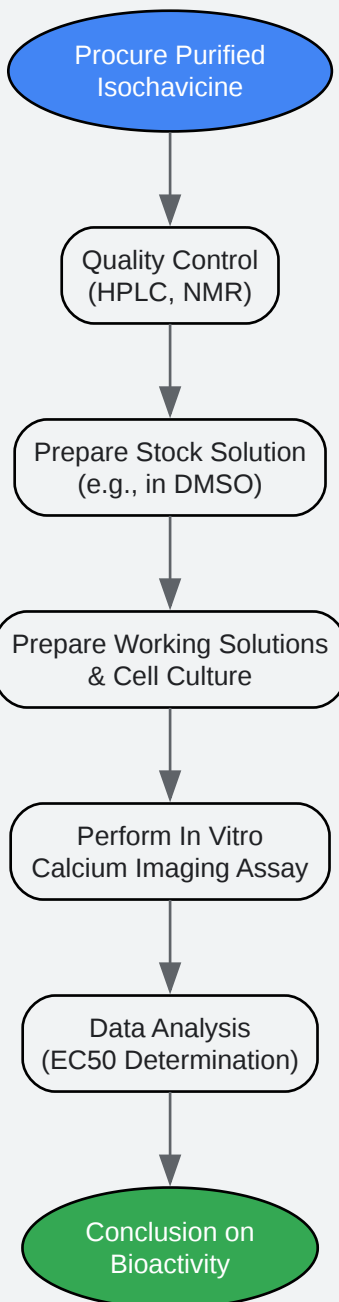 Procure Purified
Isochavicine
Quality Control
(HPLC, NMR)
Prepare Stock Solution
(e.g., in DMSO)
Prepare Working Solutions
& Cell Culture
Perform In Vitro
Calcium Imaging Assay
Data Analysis
(EC50 Determination)
Conclusion on
Bioactivity